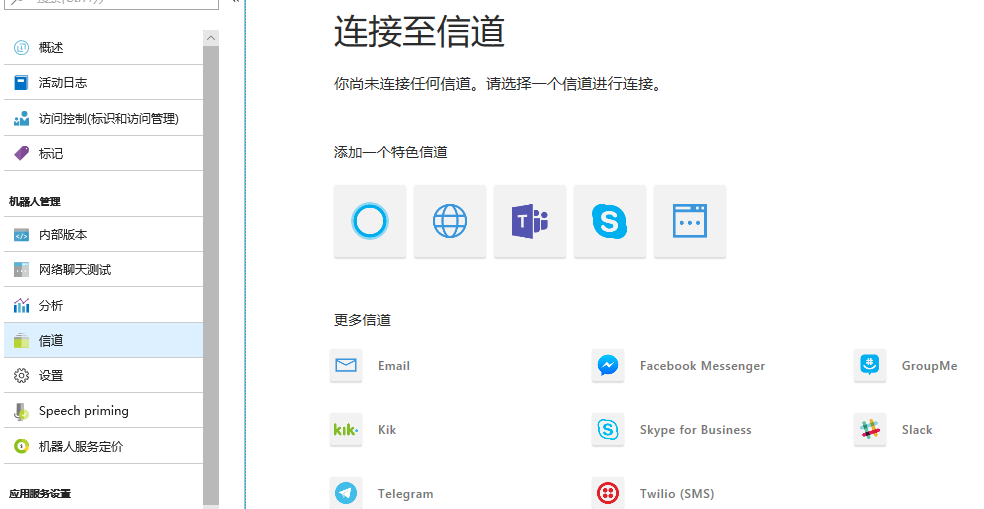 连接至信道
你尚未连接任何信道。请选择一个信道进行连接。
添加一个特色信道
更多信道
Email
Facebook Messenger
GroupMe
Kik
Skype for Business
Slack
Telegram
Twilio (SMS)
概述
活动日志
访问控制(标识和访问管理)
标记
机器人管理
内部版本
网络聊天测试
分析
信道
设置
Speech priming
机器人服务定价
应用服务设置